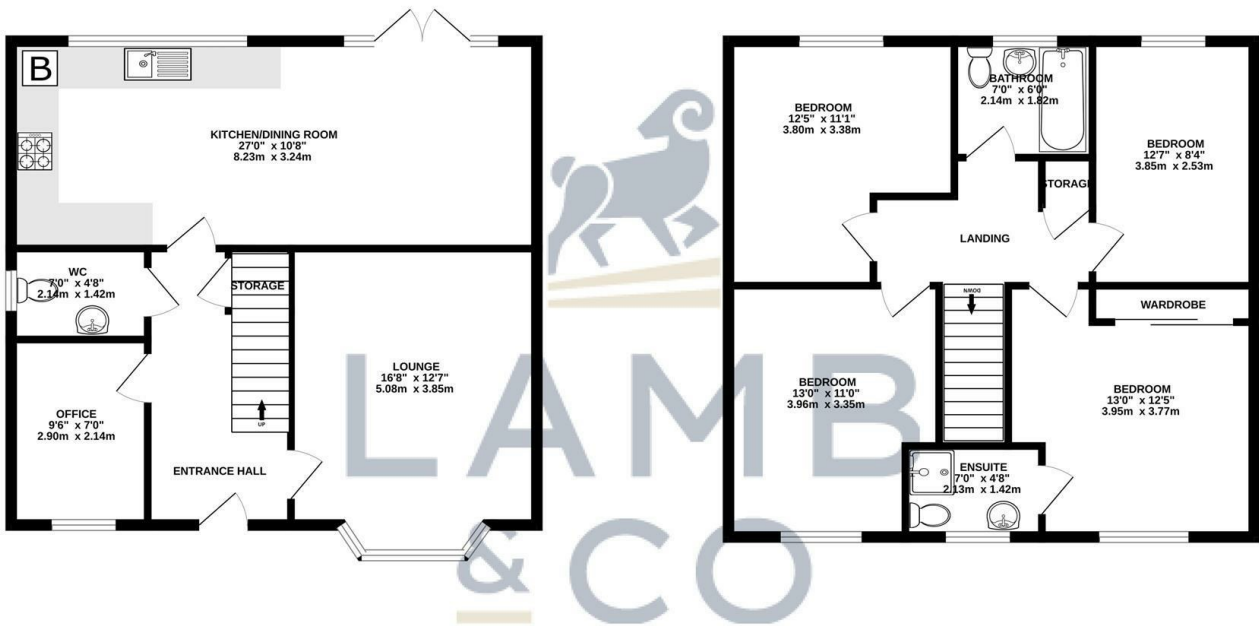 B
KITCHEN/DINING ROOM
27'0" x 10'8"
8.23m x 3.24m
WC
7'0" x 4'8"
2.14m x 1.42m
STORAGE
OFFICE
9'6" x 7'0"
2.90m x 2.14m
UP
ENTRANCE HALL
LOUNGE
16'8" x 12'7"
5.08m x 3.85m
BEDROOM
12'5" x 11'1"
3.80m x 3.38m
BATHROOM
7'0" x 6'0"
2.14m x 1.82m
BEDROOM
12'7" x 8'4"
3.85m x 2.53m
STORAGE
LANDING
DOWN
WARDROBE
BEDROOM
13'0" x 11'0"
3.96m x 3.35m
BEDROOM
13'0" x 12'5"
3.95m x 3.77m
ENSUITE
7'0" x 4'8"
2.13m x 1.42m
LAMB
& CO